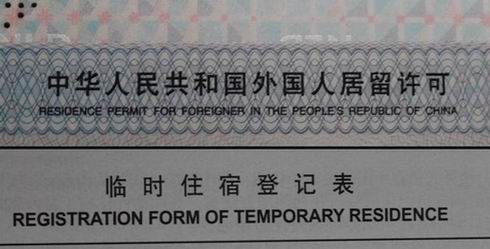 中华人民共和国外国人居留许可
RESIDENCE PERMIT FOR FOREIGNER IN THE PEOPLE'S REPUBLIC OF CHINA
临时住宿登记表
REGISTRATION FORM OF TEMPORARY RESIDENCE